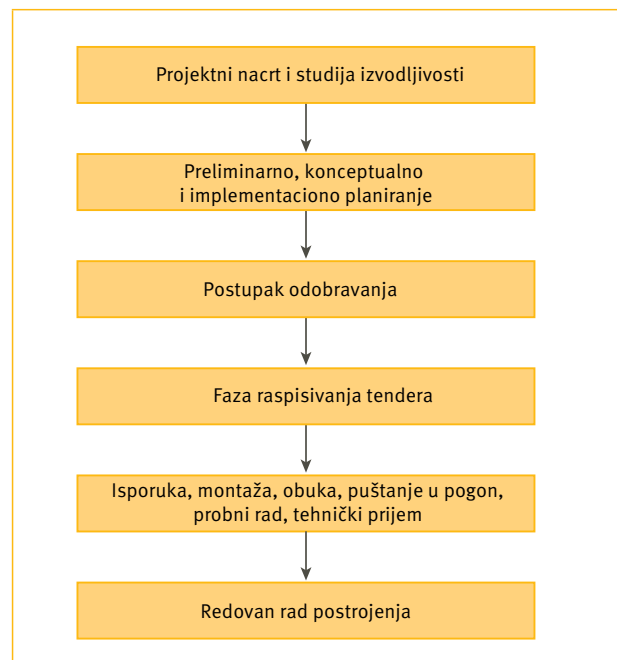 Projektni nacrt i studija izvodljivosti
Preliminarno, konceptualno
i implementaciono planiranje
Postupak odobravanja
Faza raspisivanja tendera
Isporuka, montaža, obuka, puštanje u pogon,
probni rad, tehnički prijem
Redovan rad postrojenja